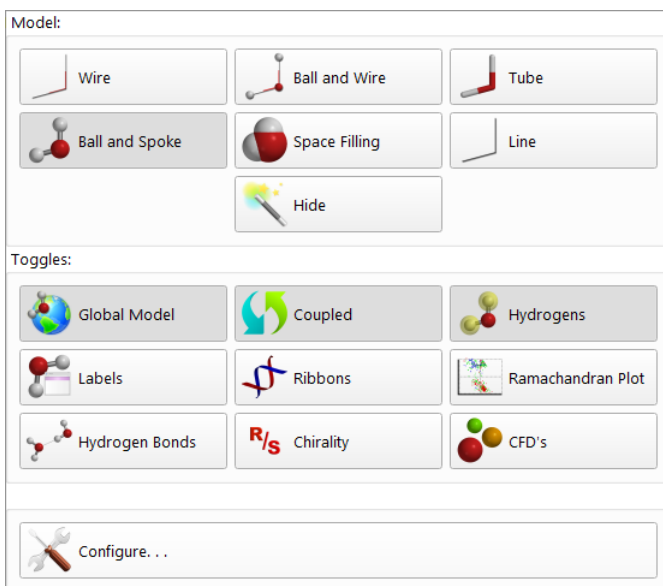 Model:
Wire
Ball and Wire
Tube
Ball and Spoke
Space Filling
Line
Hide
Toggles:
Global Model
Coupled
Hydrogens
Labels
Ribbons
Ramachandran Plot
Hydrogen Bonds
R/S Chirality
CFD's
Configure. . .